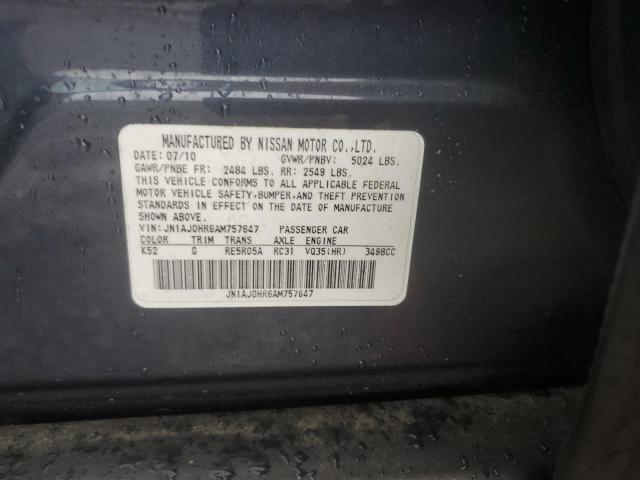 MANUFACTURED BY NISSAN MOTOR CO.,LTD.
DATE: 07/10 GVWR/PNBV: 5024 LBS.
GAWR/PNBE FR: 2484 LBS. RR: 2549 LBS.
THIS VEHICLE CONFORMS TO ALL APPLICABLE FEDERAL
MOTOR VEHICLE SAFETY,BUMPER,AND THEFT PREVENTION
STANDARDS IN EFFECT ON THE DATE OF MANUFACTURE
SHOWN ABOVE.
VIN: JN1AJ0HR6AM757647 PASSENGER CAR
COLOR TRIM TRANS AXLE ENGINE
K52 G RE5R05A RC31 VQ35(HR) 3498CC
JN1AJ0HR6AM757647